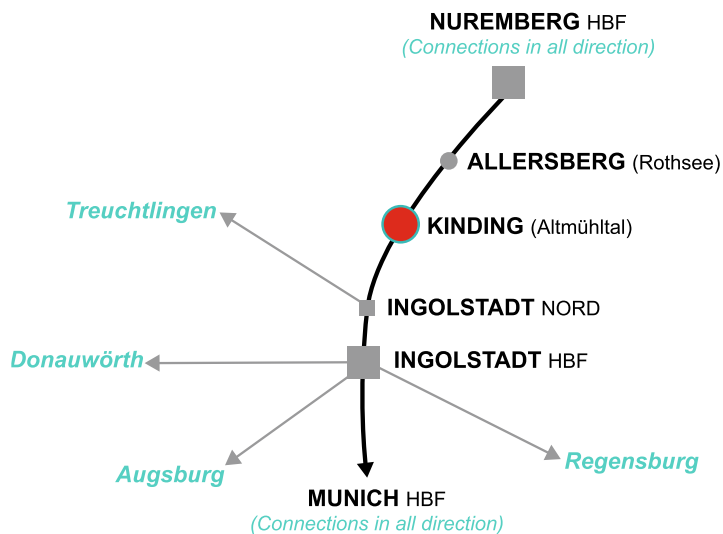 NUREMBERG HBF
(Connections in all direction)
ALLERSBERG (Rothsee)
Treuchtlingen
KINDING (Altmühltal)
INGOLSTADT NORD
Donauwörth
INGOLSTADT HBF
Augsburg
Regensburg
MUNICH HBF
(Connections in all direction)